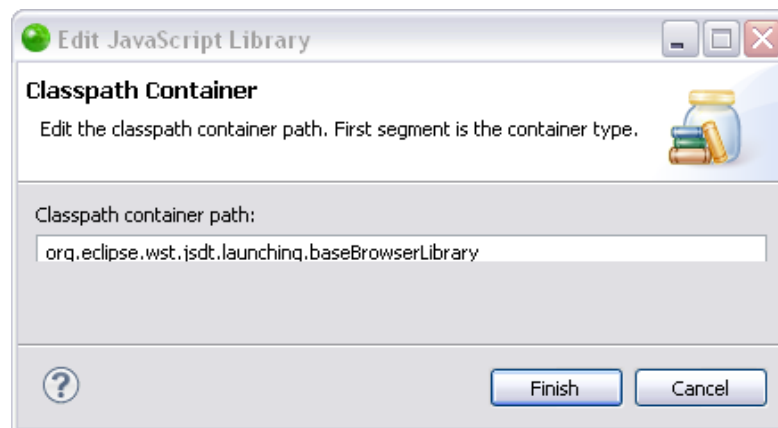 Edit JavaScript Library
Classpath Container
Edit the classpath container path. First segment is the container type.
Classpath container path:
org.eclipse.wst.jsdt.launching.baseBrowserLibrary
?
Finish
Cancel